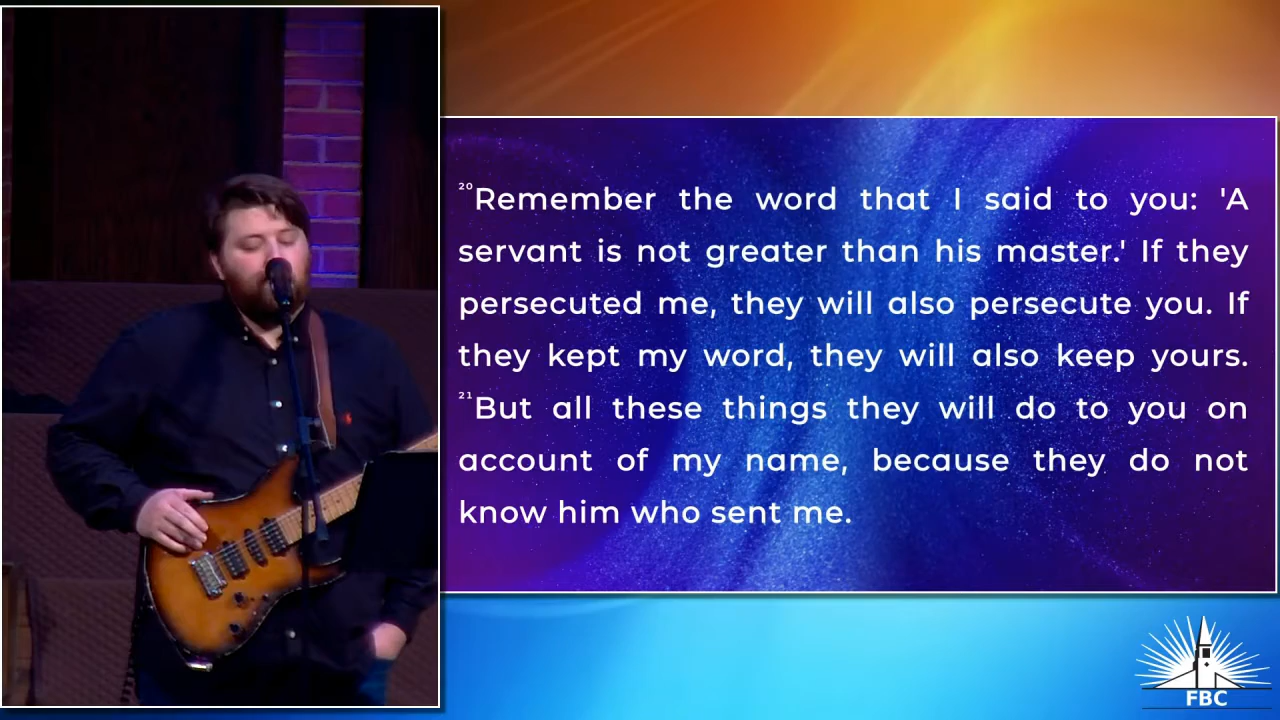 ²⁰Remember the word that I said to you: 'A
servant is not greater than his master.' If they
persecuted me, they will also persecute you. If
they kept my word, they will also keep yours.
²¹But all these things they will do to you on
account of my name, because they do not
know him who sent me.
FBC